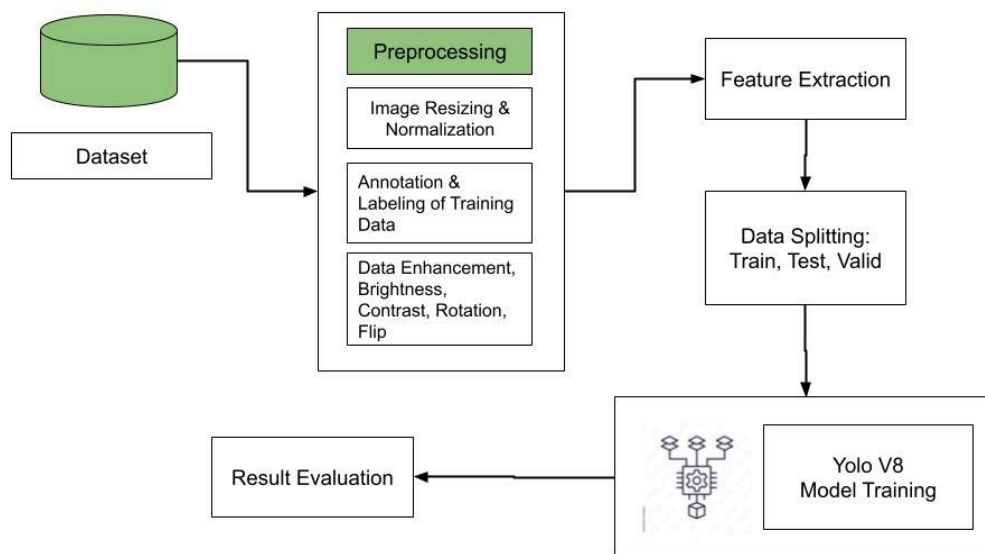 Dataset
Preprocessing
Image Resizing &
Normalization
Annotation &
Labeling of Training
Data
Data Enhancement,
Brightness,
Contrast, Rotation,
Flip
Feature Extraction
Data Splitting:
Train, Test, Valid
Yolo V8
Model Training
Result Evaluation